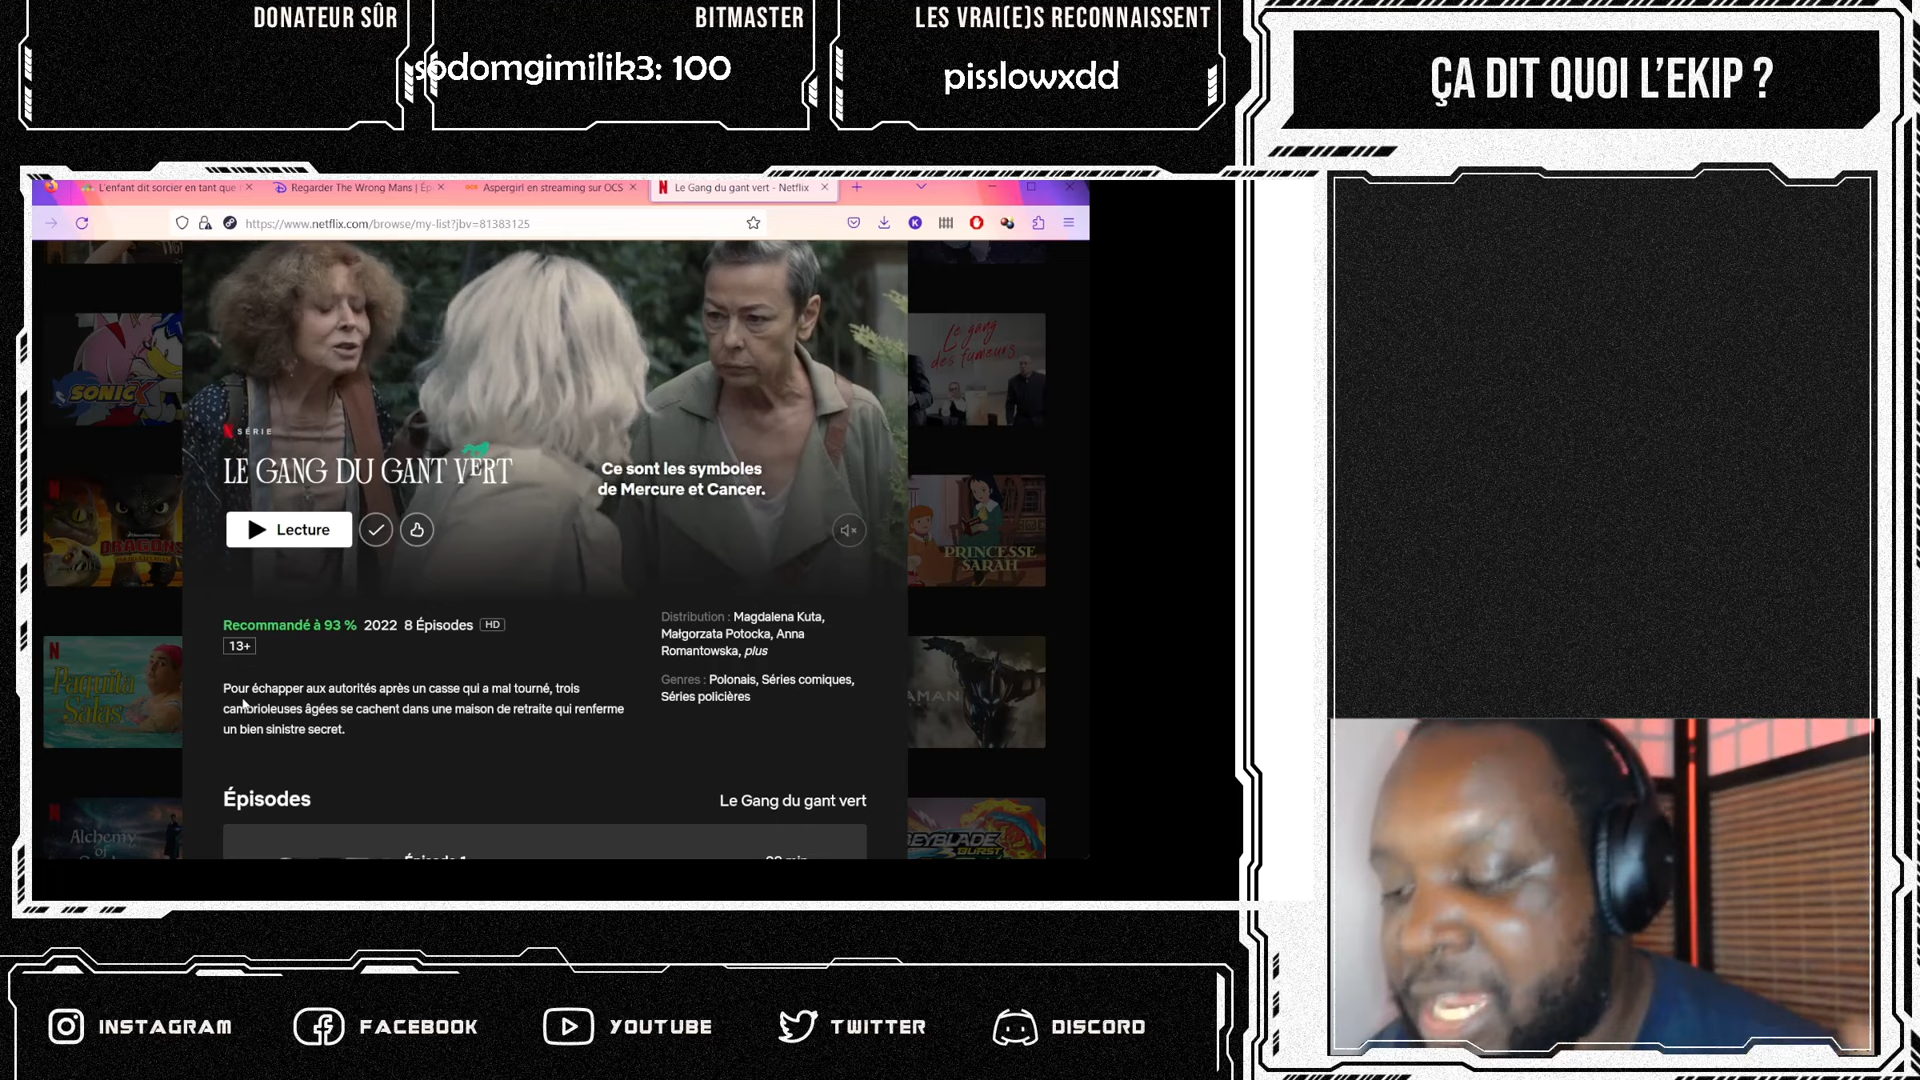 DONATEUR SÛR
BITMASTER
sodomgimilik3: 100
LES VRAI(E)S RECONNAISSENT
pisslowxdd
ÇA DIT QUOI L'EKIP ?
L'enfant dit sorcier en tant que
Regarder The Wrong Mans | Ép
Aspergirl en streaming sur OCS
Le Gang du gant vert - Netflix
https://www.netflix.com/browse/my-list?jbv=81383125
SONIC X
Le gang
des fumeurs
DRAGONS
PRINCESSE
SARAH
Paquita
Salas
Alchemy
of
BEYBLADE
BURST
SÉRIE
LE GANG DU GANT VERT
Ce sont les symboles
de Mercure et Cancer.
Lecture
Recommandé à 93 % 2022 8 Épisodes HD
13+
Pour échapper aux autorités après un casse qui a mal tourné, trois
cambrioleuses âgées se cachent dans une maison de retraite qui renferme
un bien sinistre secret.
Distribution : Magdalena Kuta,
Małgorzata Potocka, Anna
Romantowska, plus
Genres : Polonais, Séries comiques,
Séries policières
Épisodes
Le Gang du gant vert
INSTAGRAM
FACEBOOK
YOUTUBE
TWITTER
DISCORD